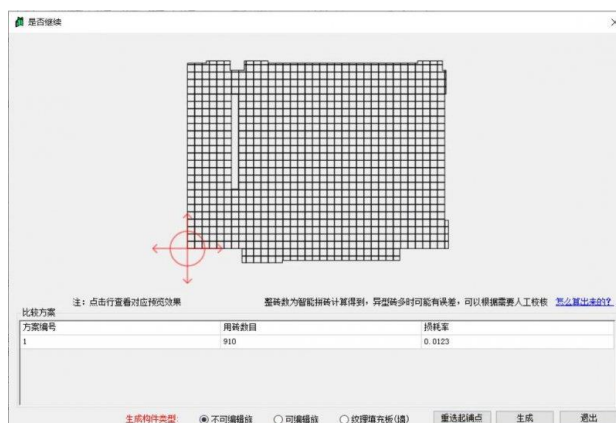 是否继续
注：点击行查看对应预览效果
整砖数为智能拼砖计算得到，异型砖多时可能有误差，可以根据需要人工校核 怎么算出来的？
比较方案
方案编号 用砖数目 损耗率
1 910 0.0123
生成构件类型： 不可编辑族 可编辑族 纹理填充板(墙) 重选起铺点 生成 退出